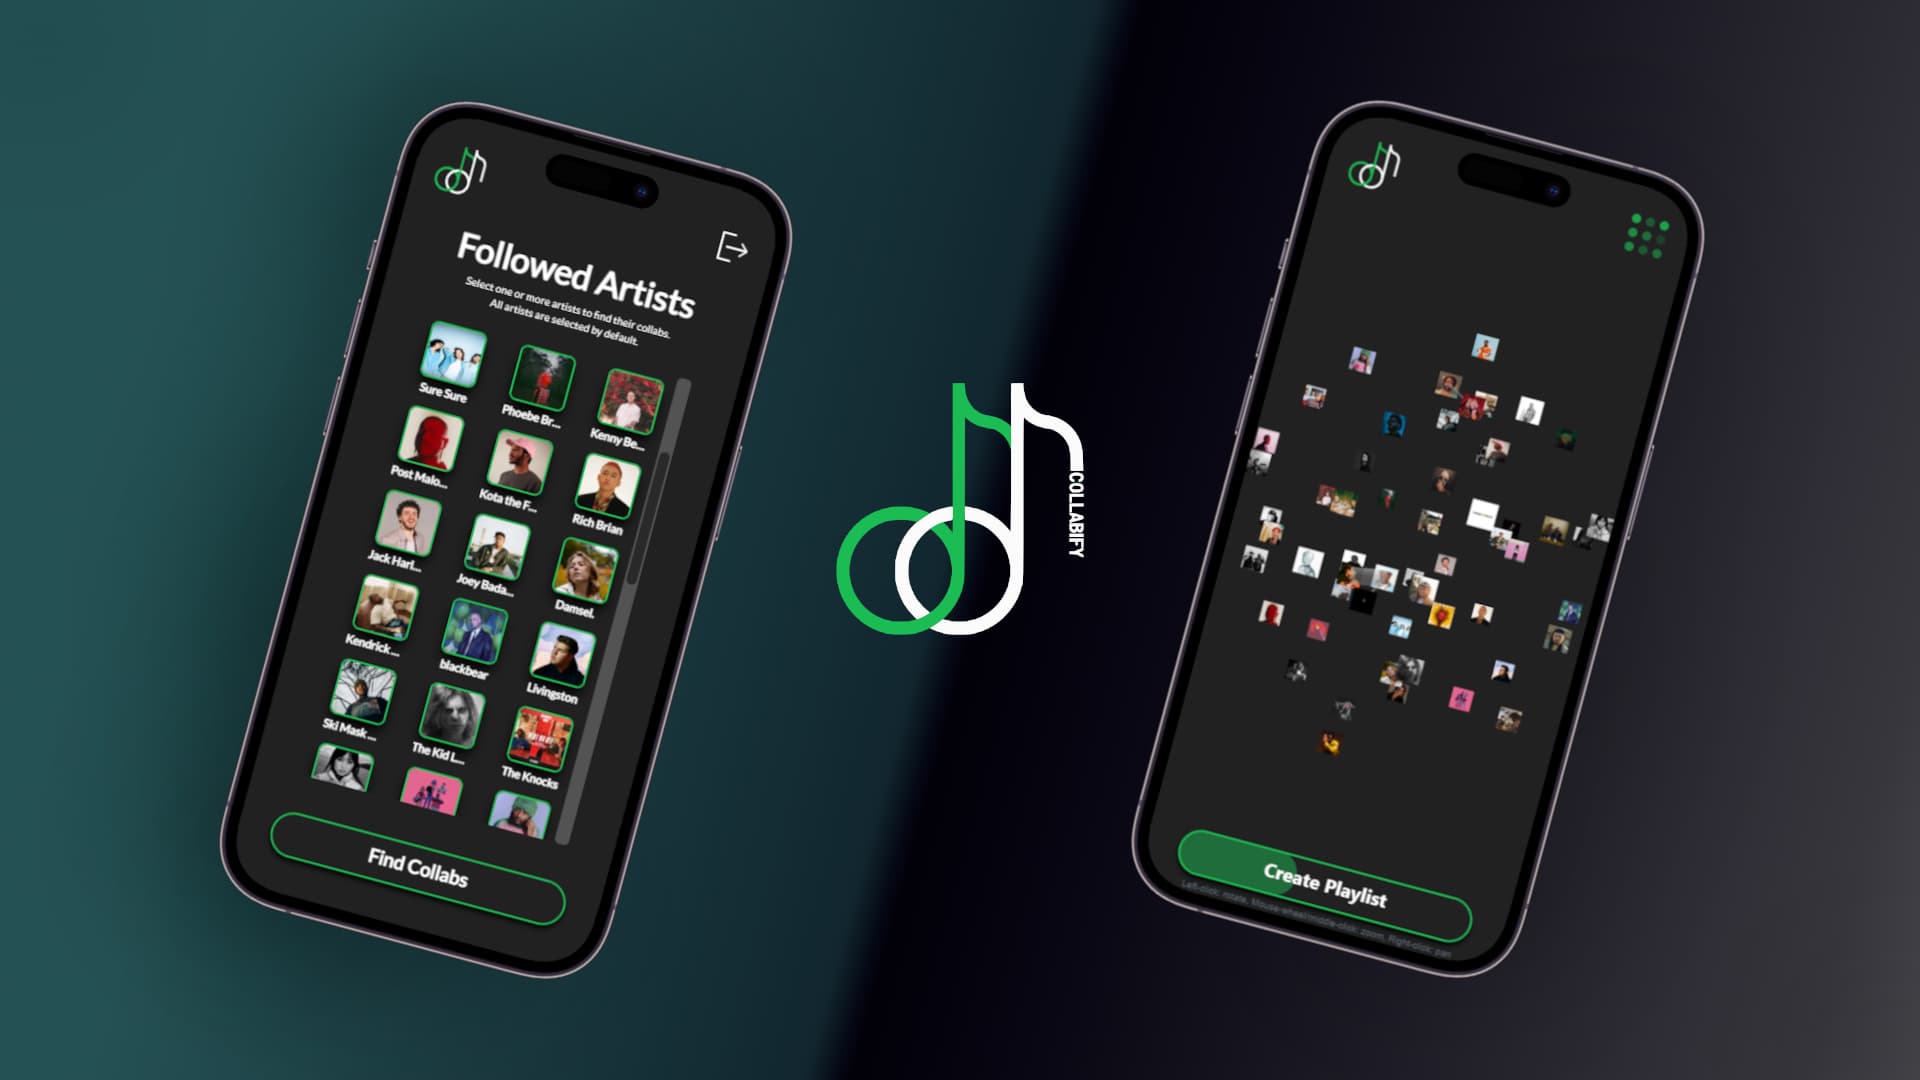 Followed Artists
Select one or more artists to find their collabs.
All artists are selected by default.
Sure Sure
Phoebe Br...
Kenny Be...
Post Malo...
Kota the F...
Rich Brian
Jack Harl...
Joey Bada...
Damsel.
Kendrick ...
blackbear
Livingston
Ski Mask ...
The Kid L...
The Knocks
Find Collabs
COLLABIFY
Create Playlist
Left-click: rotate, Mouse-wheel/middle-click: zoom, Right-click: pan